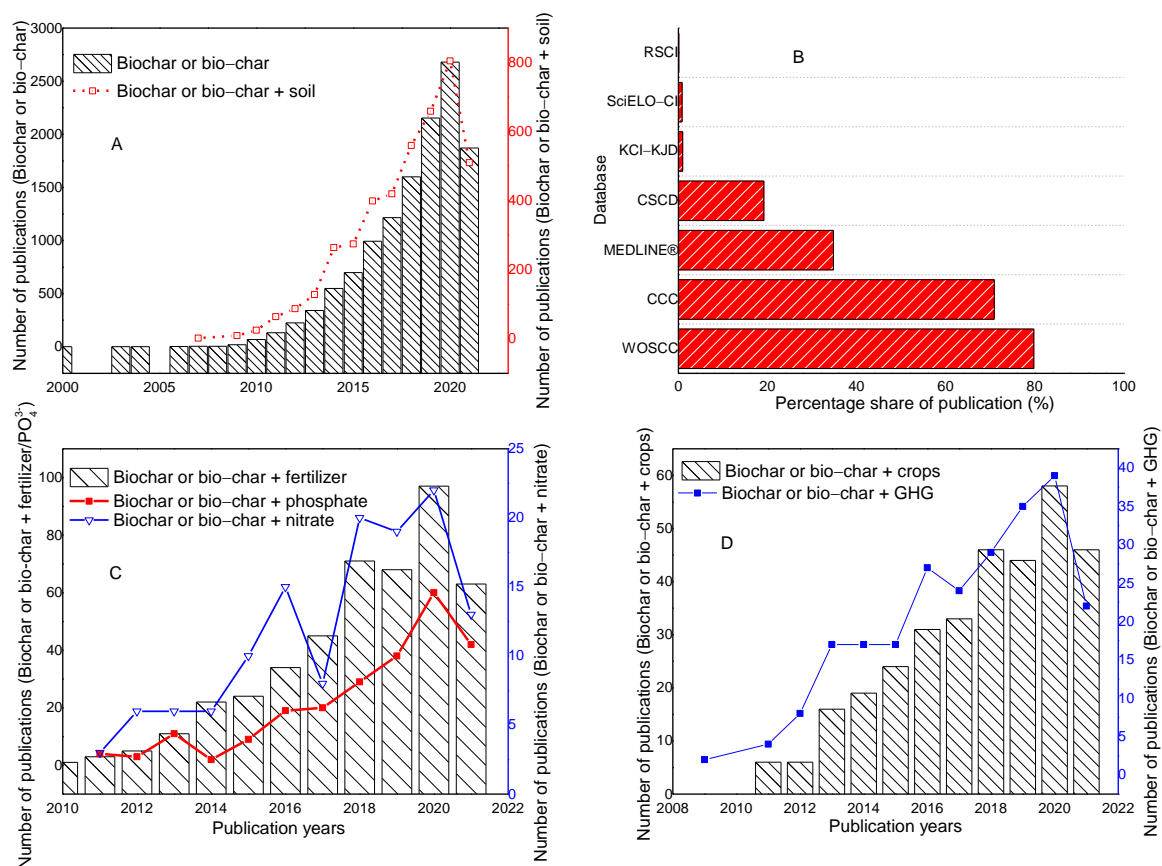 Number of publications (Biochar or bio−char)
3000
2500
2000
1500
1000
500
0
Biochar or bio−char
Biochar or bio−char + soil
A
2000
2005
2010
2015
2020
800
600
400
200
0
Number of publications (Biochar or bio−char + soil)
Database
RSCI
SciELO−CI
KCI−KJD
CSCD
MEDLINE®
CCC
WOSCC
B
0
20
40
60
80
100
Percentage share of publication (%)
Number of publications (Biochar or bio-char + fertilizer/PO₄³⁻)
100
80
60
40
20
0
Biochar or bio−char + fertilizer
Biochar or bio−char + phosphate
Biochar or bio−char + nitrate
C
2010
2012
2014
2016
2018
2020
2022
Publication years
25
20
15
10
5
0
Number of publications (Biochar or bio−char + nitrate)
Number of publications (Biochar or bio−char + crops)
60
50
40
30
20
10
0
Biochar or bio−char + crops
Biochar or bio−char + GHG
D
2008
2010
2012
2014
2016
2018
2020
2022
Publication years
40
35
30
25
20
15
10
5
0
Number of publications (Biochar or bio−char + GHG)